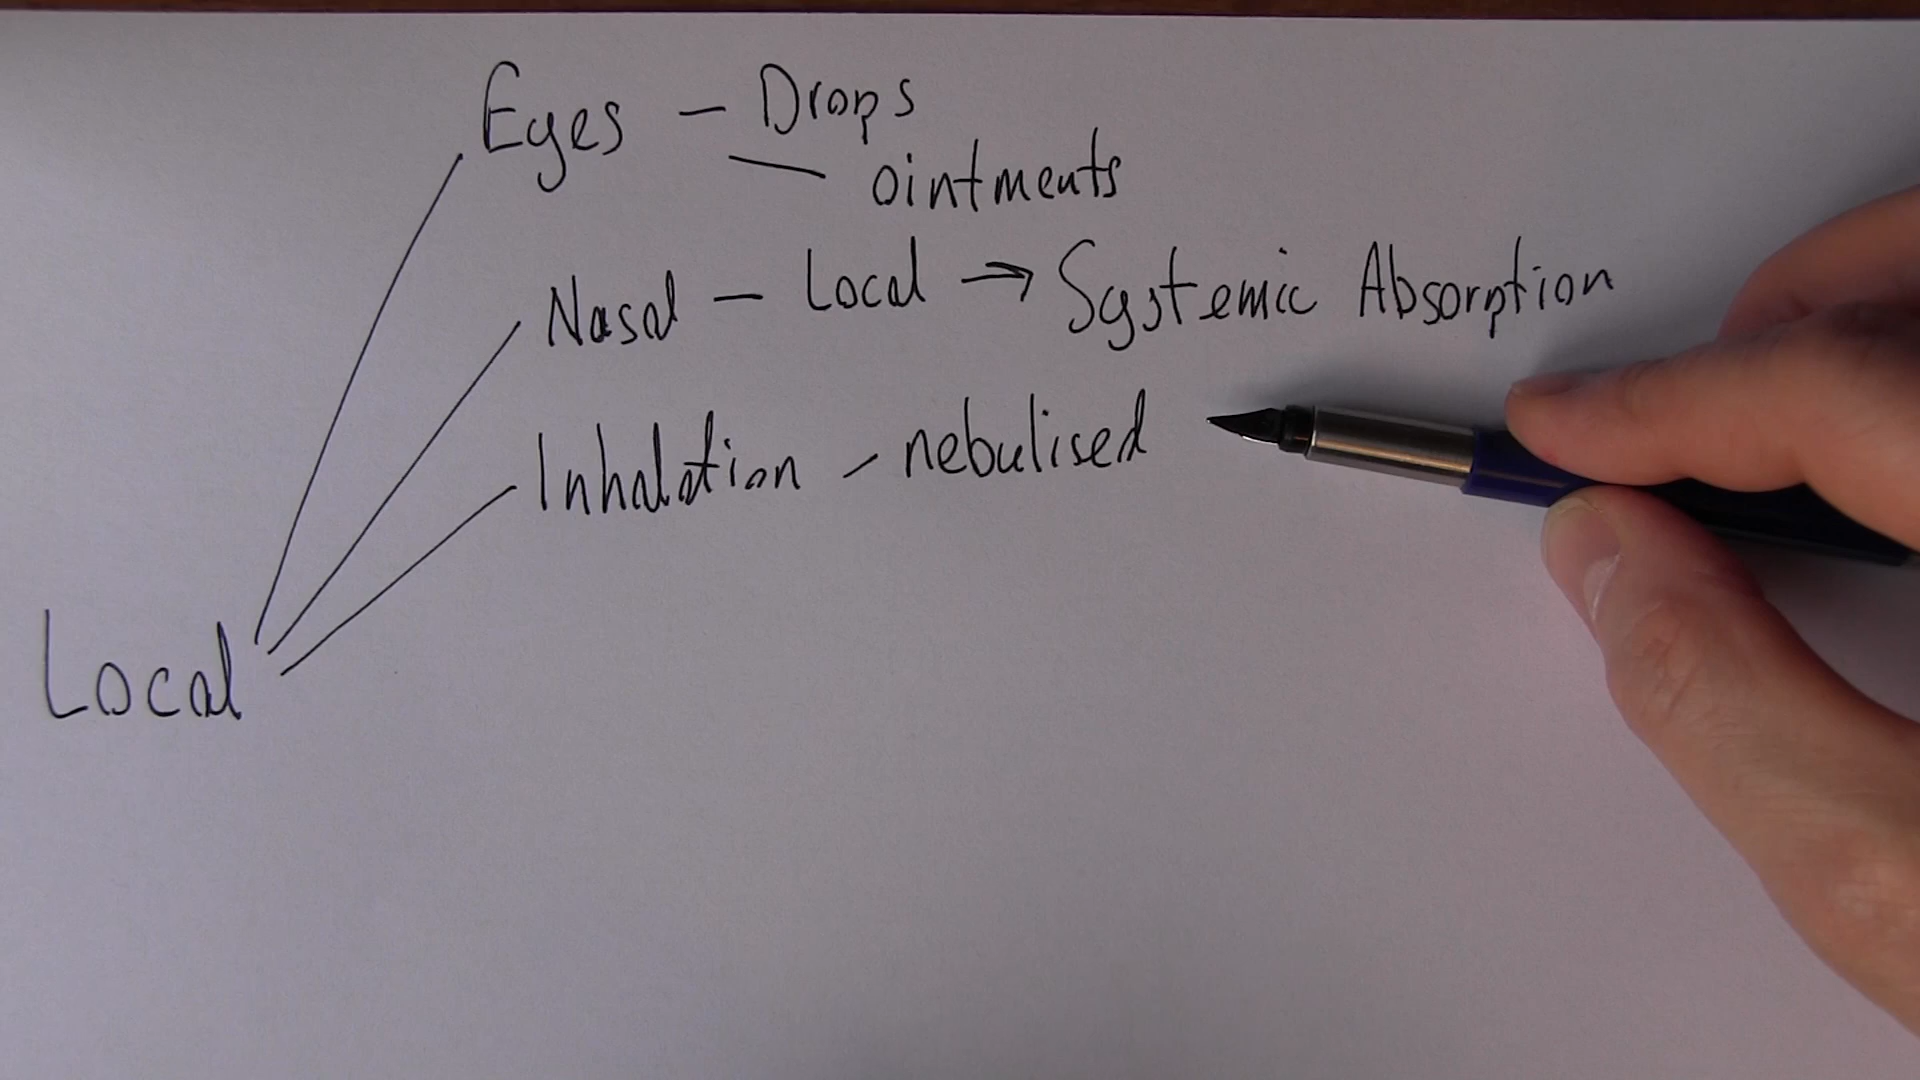 Eyes – Drops
– ointments
Nasal – Local → Systemic Absorption
Inhalation – nebulised
Local